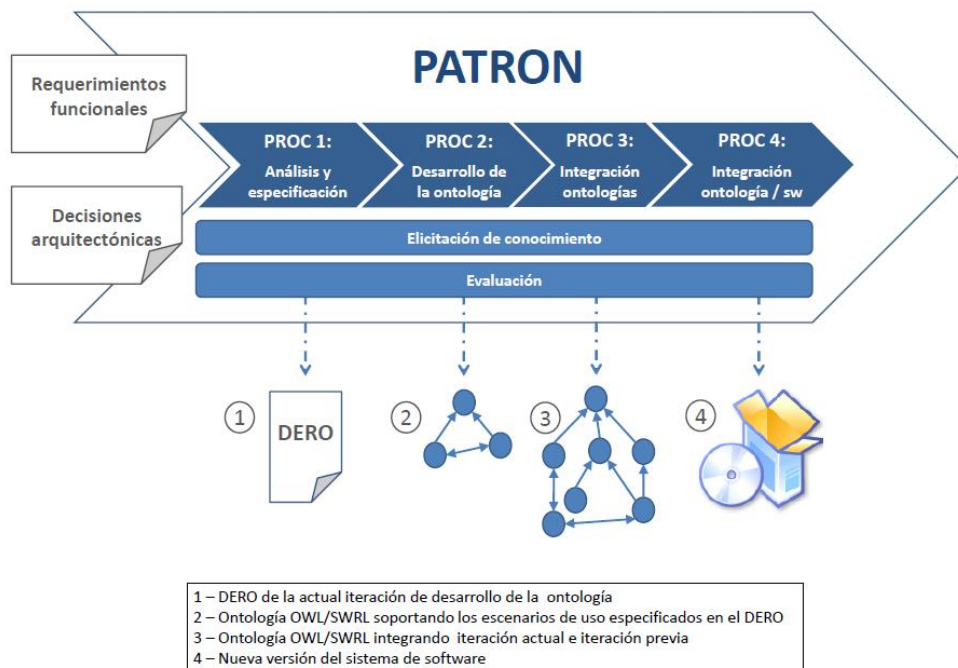 PATRON
Requerimientos
funcionales
Decisiones
arquitectónicas
PROC 1:
Análisis y
especificación
PROC 2:
Desarrollo de
la ontología
PROC 3:
Integración
ontologías
PROC 4:
Integración
ontología / sw
Elicitación de conocimiento
Evaluación
1
DERO
2
3
4
1 – DERO de la actual iteración de desarrollo de la ontología
2 – Ontología OWL/SWRL soportando los escenarios de uso especificados en el DERO
3 – Ontología OWL/SWRL integrando iteración actual e iteración previa
4 – Nueva versión del sistema de software